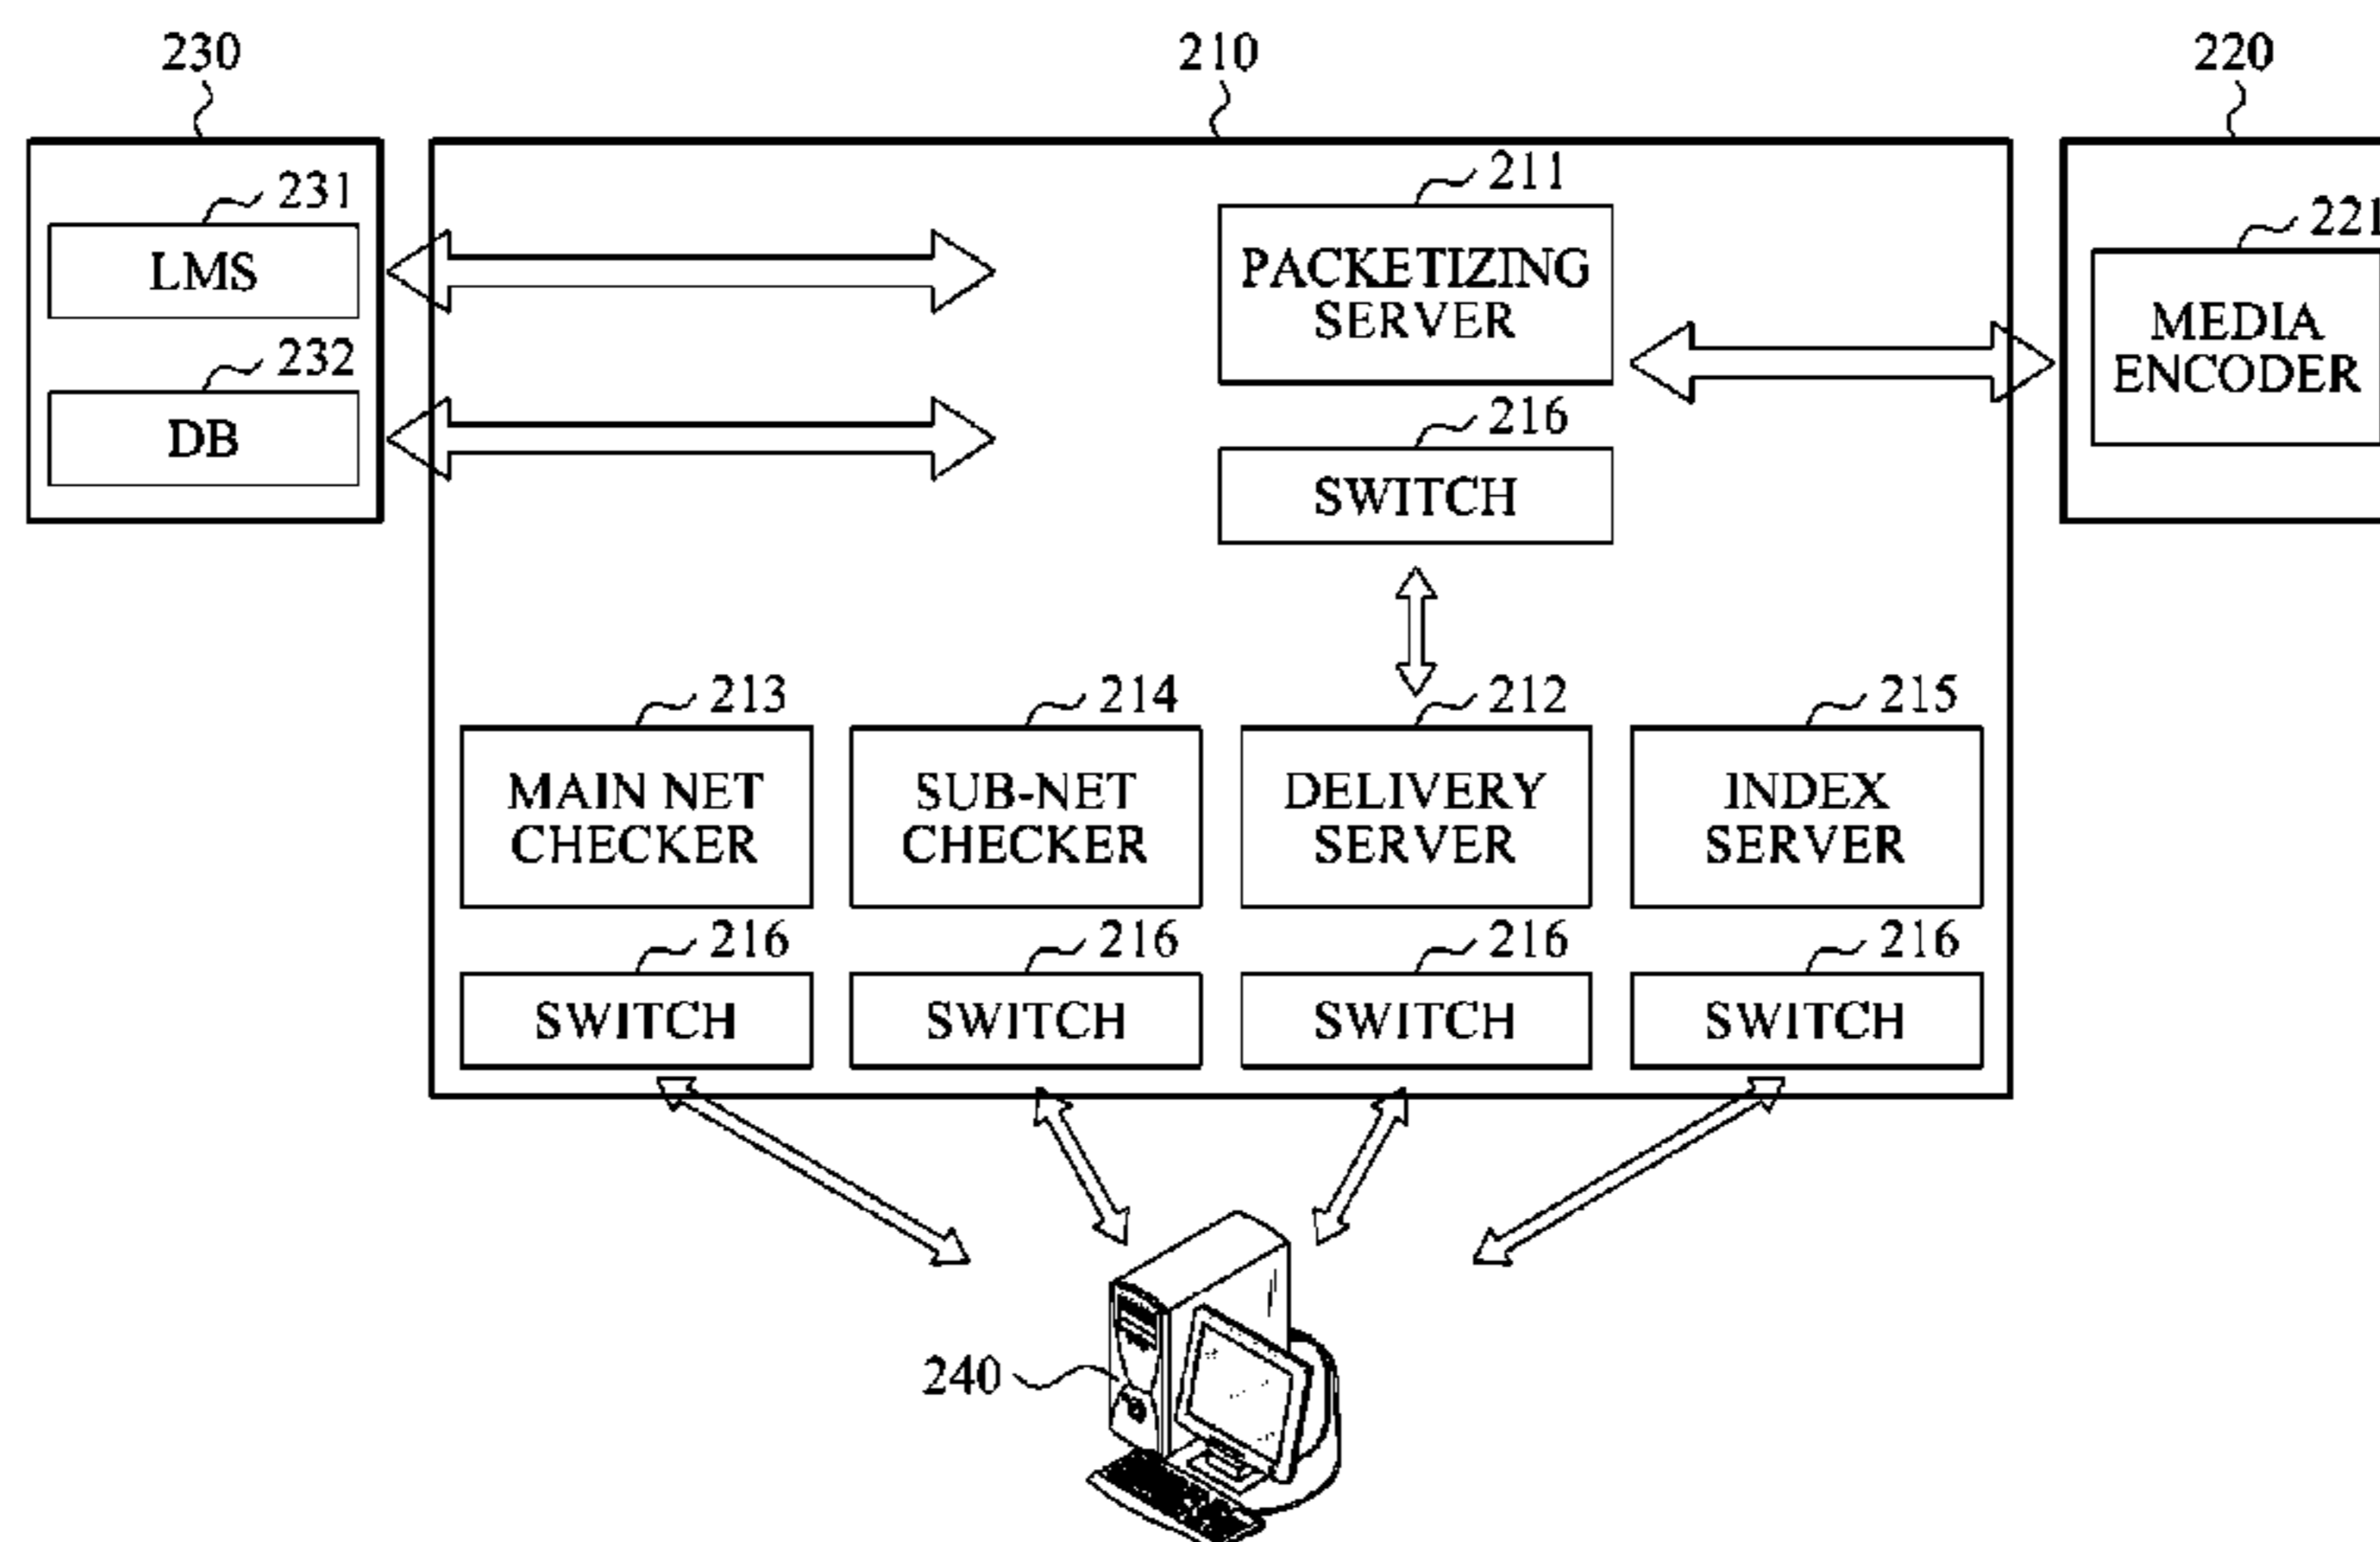 230
210
220
231
LMS
232
DB
211
PACKETIZING
SERVER
216
SWITCH
221
MEDIA
ENCODER
213
MAIN NET
CHECKER
214
SUB-NET
CHECKER
212
DELIVERY
SERVER
215
INDEX
SERVER
216
SWITCH
216
SWITCH
216
SWITCH
216
SWITCH
240